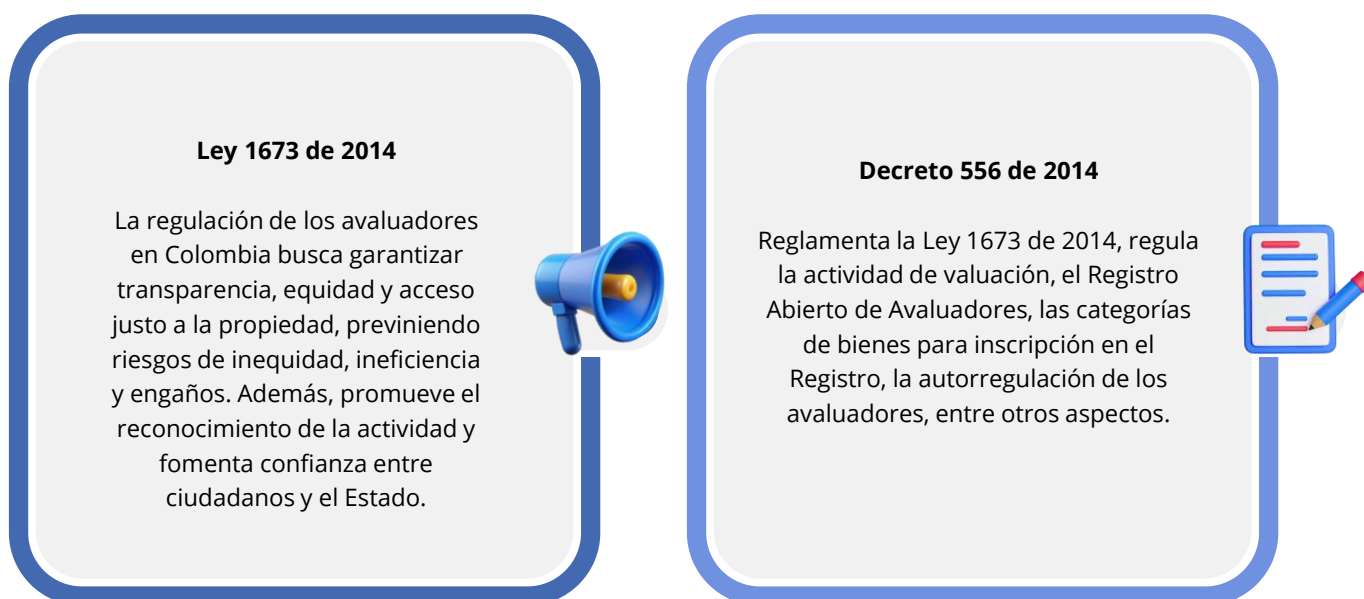 Ley 1673 de 2014
La regulación de los avaluadores
en Colombia busca garantizar
transparencia, equidad y acceso
justo a la propiedad, previniendo
riesgos de inequidad, ineficiencia
y engaños. Además, promueve el
reconocimiento de la actividad y
fomenta confianza entre
ciudadanos y el Estado.
Decreto 556 de 2014
Reglamenta la Ley 1673 de 2014, regula
la actividad de valuación, el Registro
Abierto de Avaluadores, las categorías
de bienes para inscripción en el
Registro, la autorregulación de los
avaluadores, entre otros aspectos.